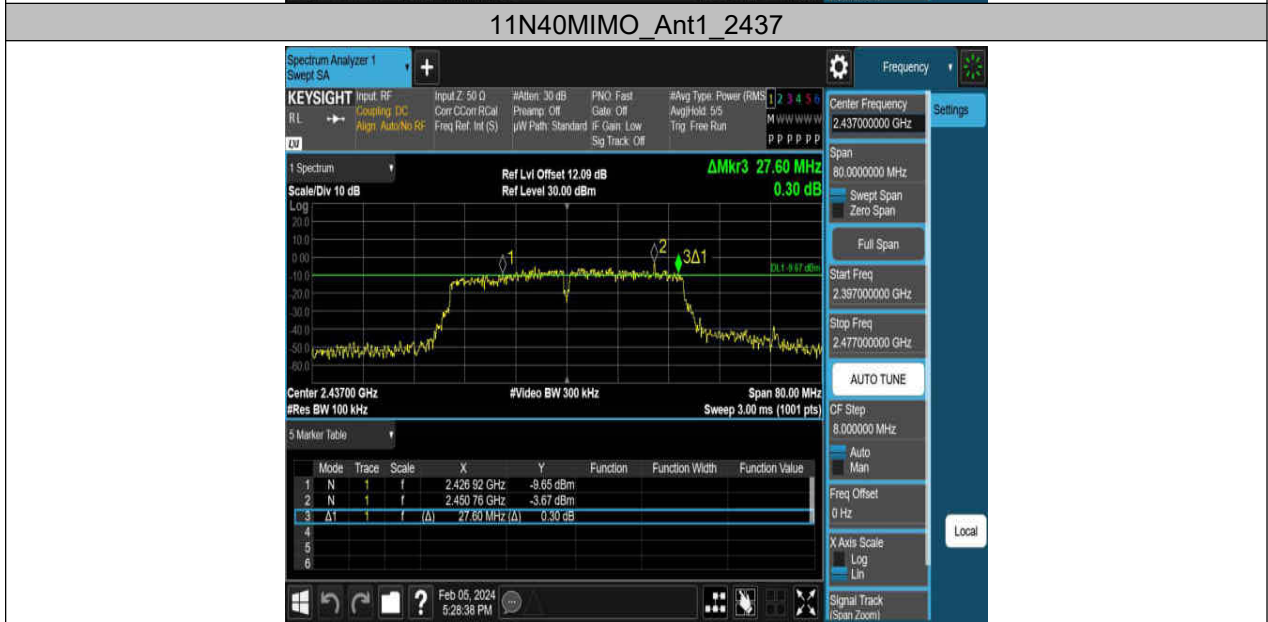 11N40MIMO_Ant1_2437
Spectrum Analyzer 1
Swept SA
+
Frequency
KEYSIGHT
RL
LXI
Input: RF
Coupling: DC
Align: Auto/No RF
Input Z: 50 Ω
Corr CCorr RCal
Freq Ref: Int (S)
#Atten: 30 dB
Preamp: Off
µW Path: Standard
PNO: Fast
Gate: Off
IF Gain: Low
Sig Track: Off
#Avg Type: Power (RMS
Avg|Hold: 5/5
Trig: Free Run
1 2 3 4 5 6
M W W W W W
P P P P P P
Center Frequency
2.437000000 GHz
Settings
Span
80.0000000 MHz
Swept Span
Zero Span
Full Span
Start Freq
2.397000000 GHz
Stop Freq
2.477000000 GHz
AUTO TUNE
CF Step
8.000000 MHz
Auto
Man
Freq Offset
0 Hz
X Axis Scale
Log
Lin
Signal Track
(Span Zoom)
Local
1 Spectrum
Scale/Div 10 dB
Ref Lvl Offset 12.09 dB
Ref Level 30.00 dBm
ΔMkr3 27.60 MHz
0.30 dB
Log
20.0
10.0
0.00
-10.0
-20.0
-30.0
-40.0
-50.0
-60.0
1
2
3Δ1
DL1 -9.67 dBm
Center 2.43700 GHz
#Video BW 300 kHz
Span 80.00 MHz
#Res BW 100 kHz
Sweep 3.00 ms (1001 pts)
5 Marker Table
Mode Trace Scale X Y Function Function Width Function Value
1 N 1 f 2.426 92 GHz -9.65 dBm
2 N 1 f 2.450 76 GHz -3.67 dBm
3 Δ1 1 f (Δ) 27.60 MHz (Δ) 0.30 dB
4
5
6
?
Feb 05, 2024
5:28:38 PM